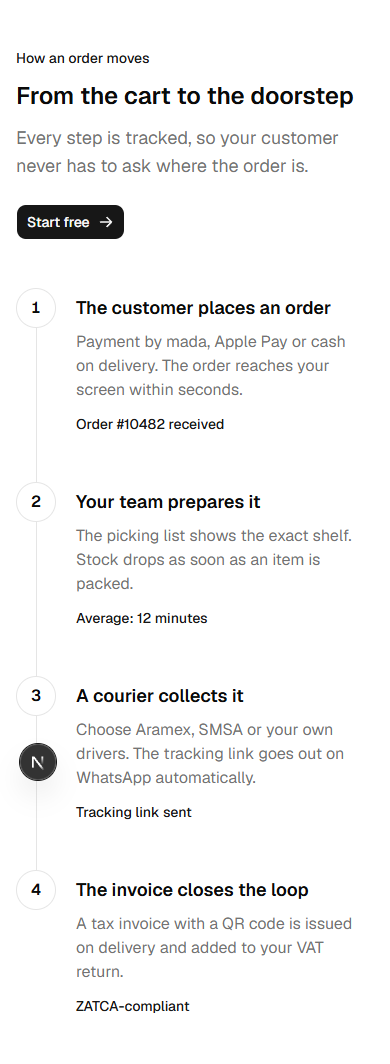 How an order moves
From the cart to the doorstep
Every step is tracked, so your customer
never has to ask where the order is.
Start free →
1
The customer places an order
Payment by mada, Apple Pay or cash
on delivery. The order reaches your
screen within seconds.
Order #10482 received
2
Your team prepares it
The picking list shows the exact shelf.
Stock drops as soon as an item is
packed.
Average: 12 minutes
3
A courier collects it
Choose Aramex, SMSA or your own
drivers. The tracking link goes out on
WhatsApp automatically.
N
Tracking link sent
4
The invoice closes the loop
A tax invoice with a QR code is issued
on delivery and added to your VAT
return.
ZATCA-compliant